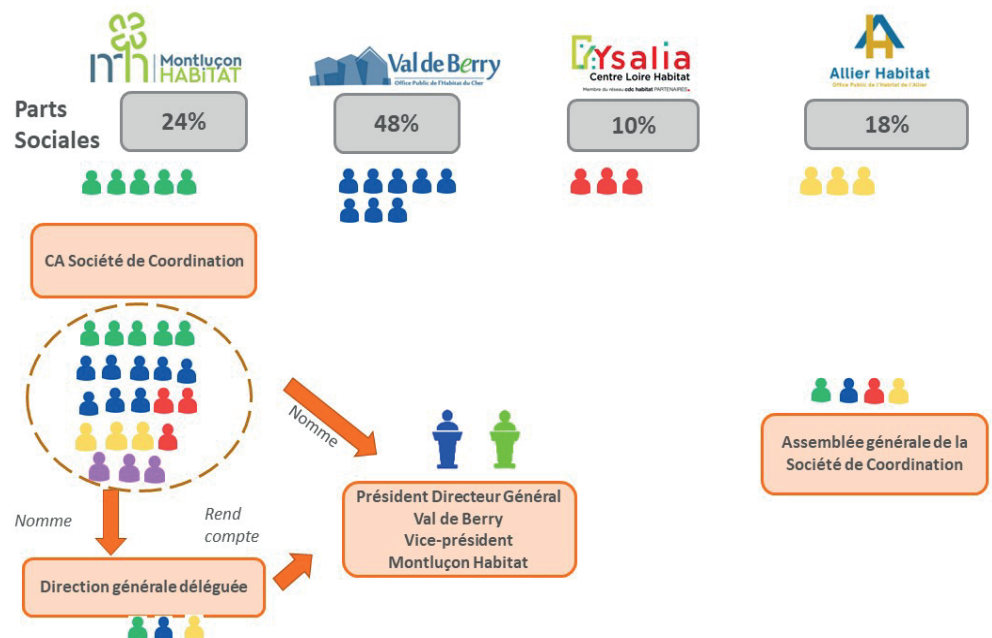 mh Montluçon
HABITAT
Val de Berry
Office Public de l'Habitat du Cher
Ysalia
Centre Loire Habitat
Membre du réseau cdc habitat PARTENAIRES.
Allier Habitat
Office Public de l'Habitat de l'Allier
Parts
Sociales
24%
48%
10%
18%
CA Société de Coordination
Nomme
Nomme
Rend
compte
Président Directeur Général
Val de Berry
Vice-président
Montluçon Habitat
Assemblée générale de la
Société de Coordination
Direction générale déléguée